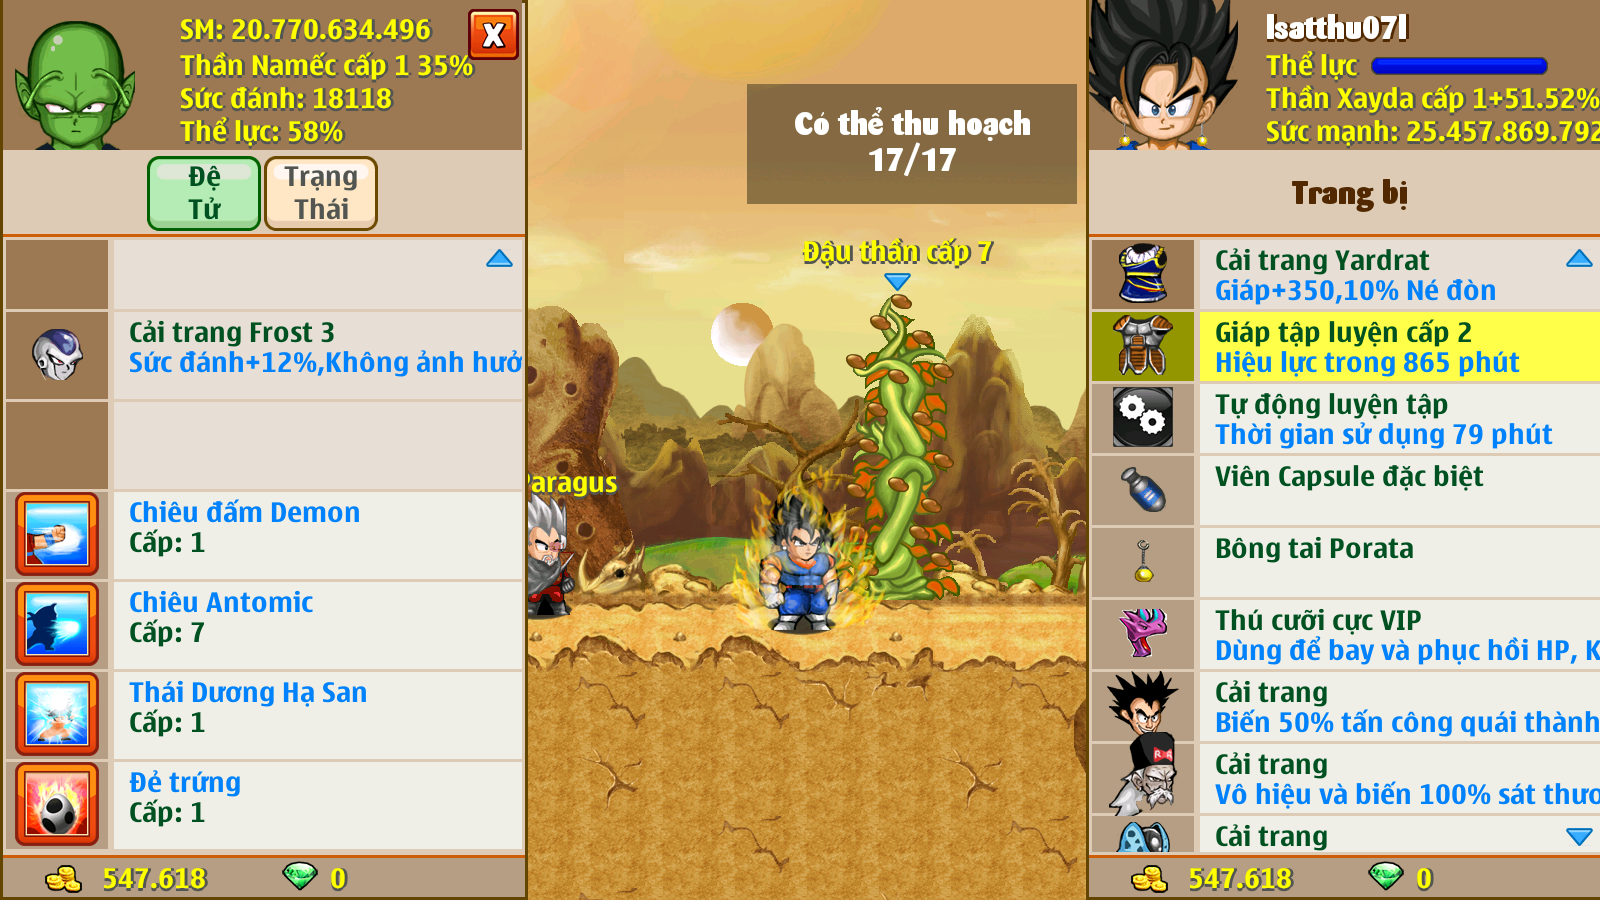 SM: 20.770.634.496
Thần Namếc cấp 1 35%
Sức đánh: 18118
Thể lực: 58%
X
Đệ
Tử
Trạng
Thái
Cải trang Frost 3
Sức đánh+12%,Không ảnh hưở
Chiêu đấm Demon
Cấp: 1
Chiêu Antomic
Cấp: 7
Thái Dương Hạ San
Cấp: 1
Đẻ trứng
Cấp: 1
547.618
0
Có thể thu hoạch
17/17
Đậu thần cấp 7
Paragus
lsatthu07l
Thể lực
Thần Xayda cấp 1+51.52%
Sức mạnh: 25.457.869.792
Trang bị
Cải trang Yardrat
Giáp+350,10% Né đòn
Giáp tập luyện cấp 2
Hiệu lực trong 865 phút
Tự động luyện tập
Thời gian sử dụng 79 phút
Viên Capsule đặc biệt
Bông tai Porata
Thú cưỡi cực VIP
Dùng để bay và phục hồi HP, K
Cải trang
Biến 50% tấn công quái thành
Cải trang
Vô hiệu và biến 100% sát thươ
Cải trang
547.618
0